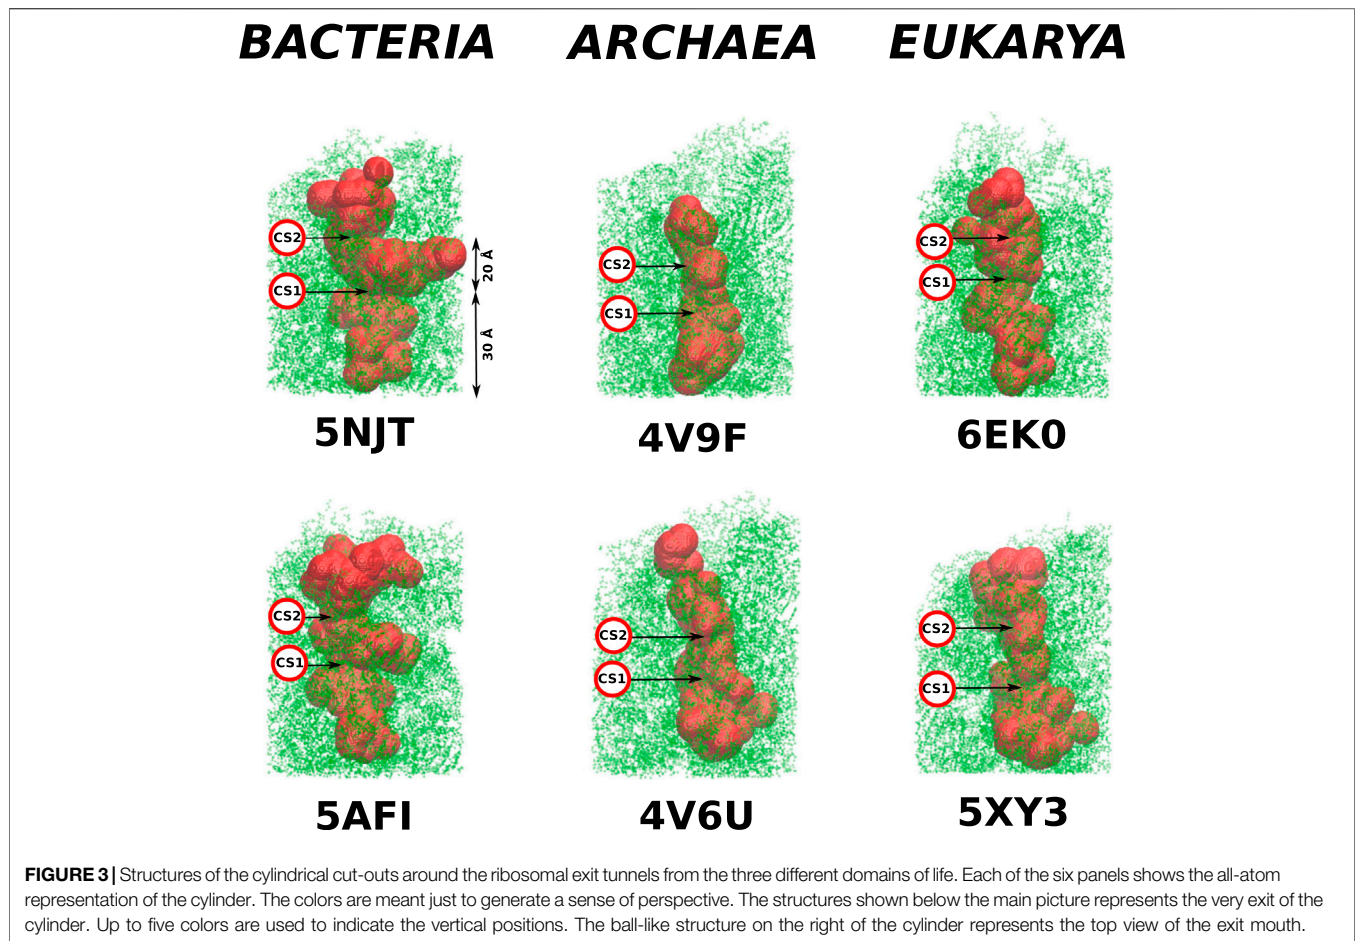 BACTERIA ARCHAEA EUKARYA
CS2
CS1
20 Å
30 Å
CS2
CS1
CS2
CS1
5NJT 4V9F 6EK0
CS2
CS1
CS2
CS1
CS2
CS1
5AFI 4V6U 5XY3
FIGURE 3 | Structures of the cylindrical cut-outs around the ribosomal exit tunnels from the three different domains of life. Each of the six panels shows the all-atom
representation of the cylinder. The colors are meant just to generate a sense of perspective. The structures shown below the main picture represents the very exit of the
cylinder. Up to five colors are used to indicate the vertical positions. The ball-like structure on the right of the cylinder represents the top view of the exit mouth.